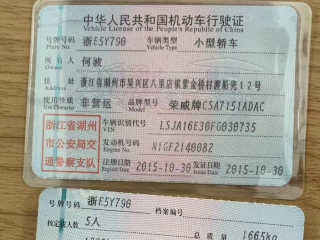 中华人民共和国机动车行驶证
Vehicle License of the People's Republic of China
号牌号码 浙E5Y790 车辆类型 小型轿车
Plate No. Vehicle Type
所有人 何波
Owner
住址 浙江省湖州市吴兴区八里店镇紫金桥村渡船兜12号
Address
使用性质 非营运 品牌型号 荣威牌CSA7151ADAC
Use Character Model
浙江省湖州
市公安局交
通警察支队
车辆识别代号 LSJA16E30FG030735
VIN
发动机号码 N1GF2140082
Engine No.
注册日期 2015-10-30 发证日期 2015-10-30
Register Date Issue Date
号牌号码 浙E5Y790 档案编号
核定载人数 5人 总质量 1665kg